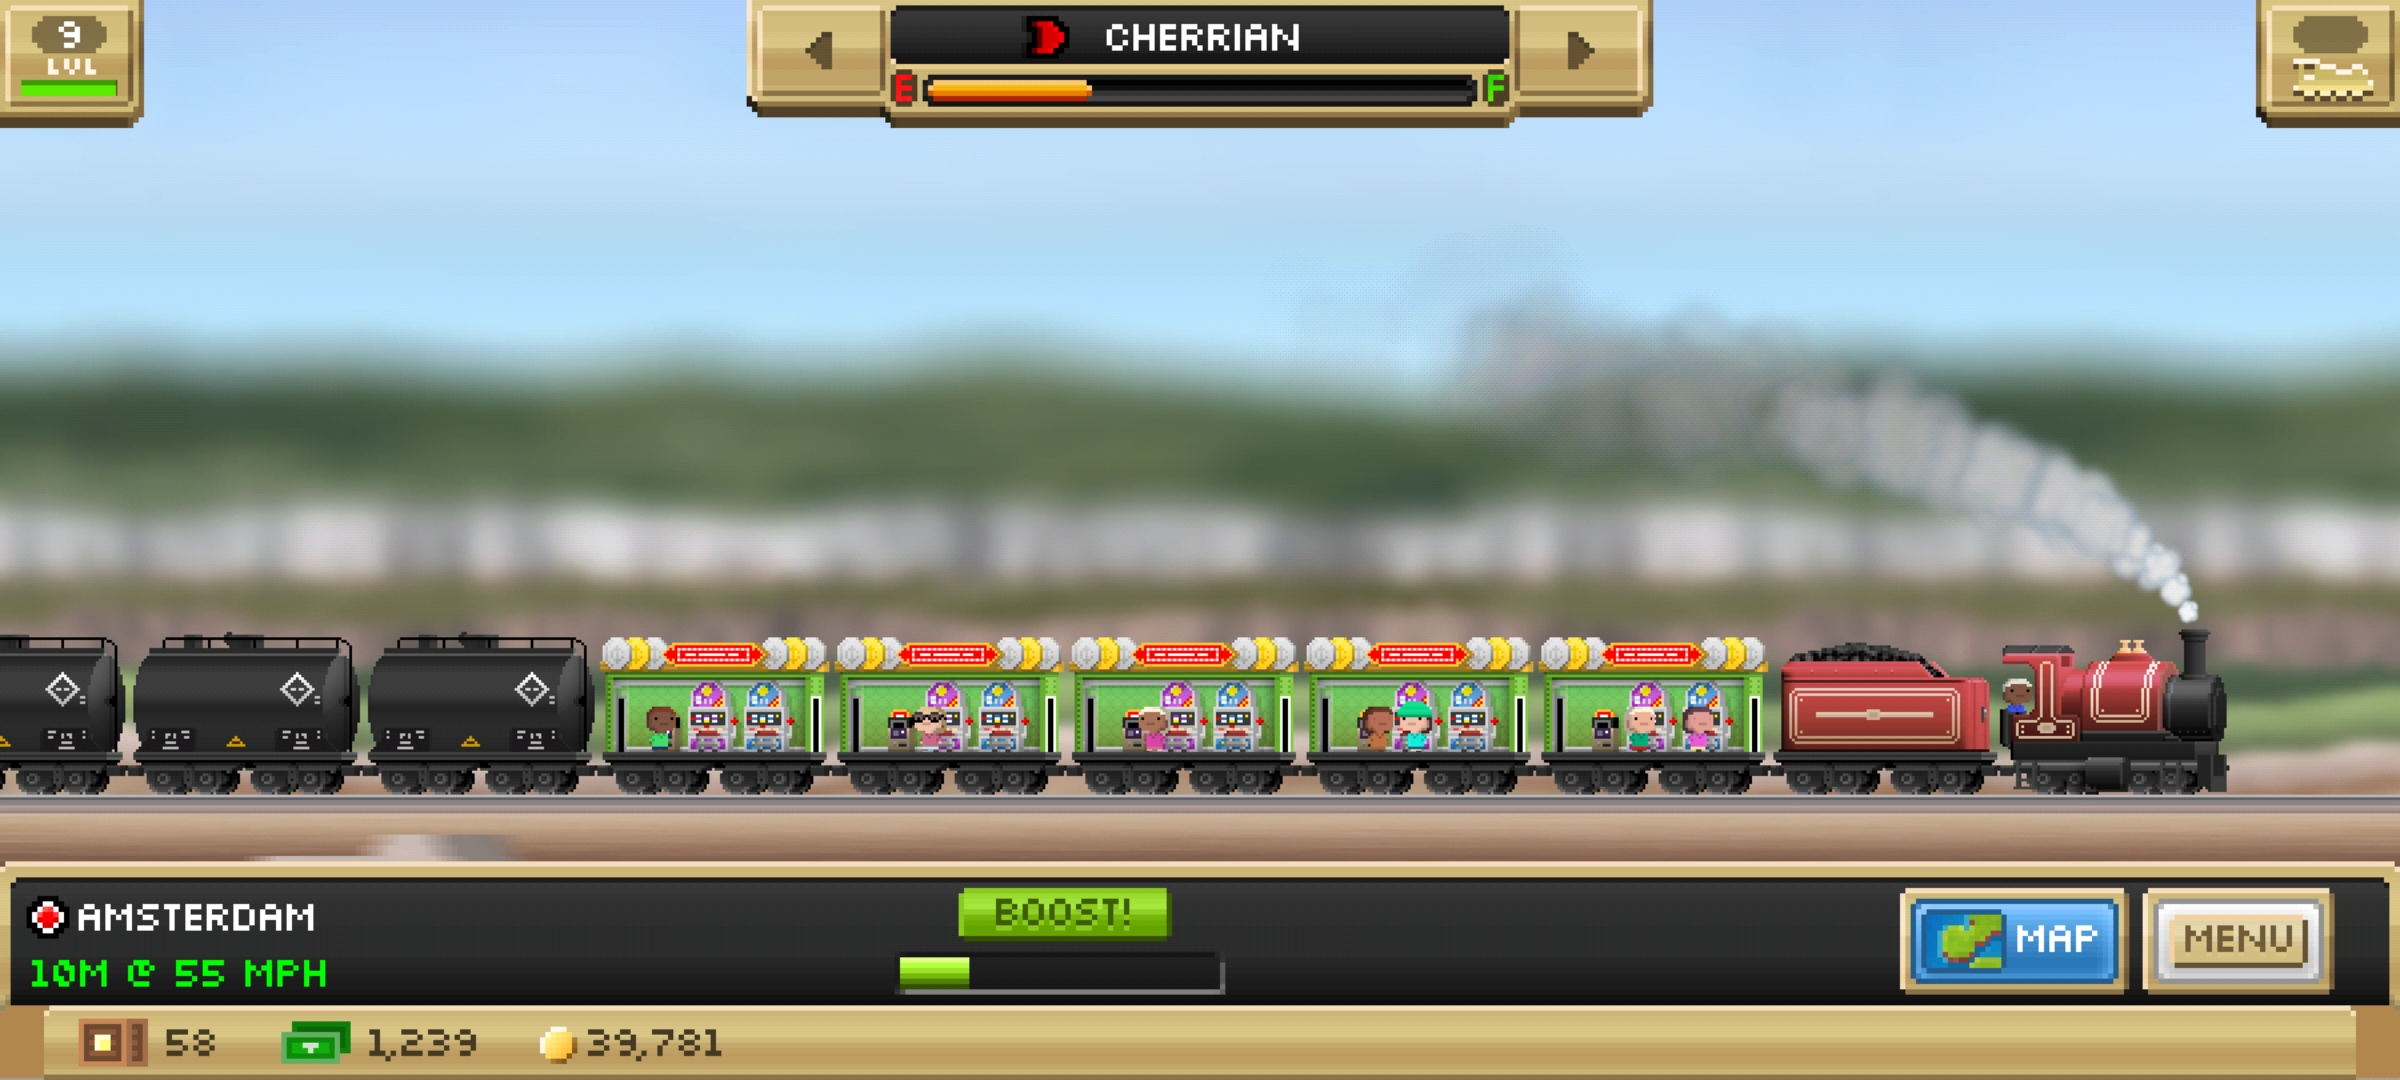 9
LVL
CHERRIAN
E F
AMSTERDAM
10M @ 55 MPH
BOOST!
MAP
MENU
58
1,239
39,781